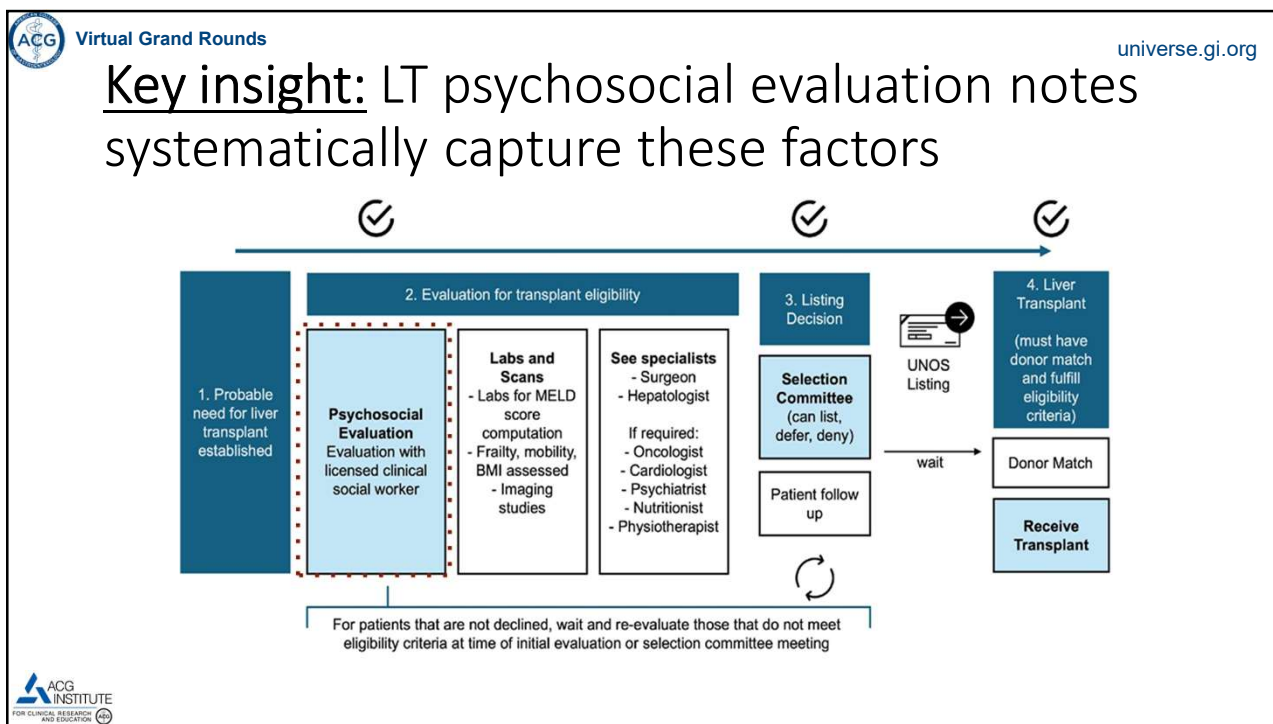 ACG
Virtual Grand Rounds
universe.gi.org
Key insight: LT psychosocial evaluation notes
systematically capture these factors
1. Probable
need for liver
transplant
established
2. Evaluation for transplant eligibility
Psychosocial
Evaluation
Evaluation with
licensed clinical
social worker
Labs and
Scans
- Labs for MELD
score
computation
- Frailty, mobility,
BMI assessed
- Imaging
studies
See specialists
- Surgeon
- Hepatologist
If required:
- Oncologist
- Cardiologist
- Psychiatrist
- Nutritionist
- Physiotherapist
3. Listing
Decision
Selection
Committee
(can list,
defer, deny)
Patient follow
up
UNOS
Listing
wait
4. Liver
Transplant
(must have
donor match
and fulfill
eligibility
criteria)
Donor Match
Receive
Transplant
For patients that are not declined, wait and re-evaluate those that do not meet
eligibility criteria at time of initial evaluation or selection committee meeting
ACG
INSTITUTE
FOR CLINICAL RESEARCH
AND EDUCATION
ACG